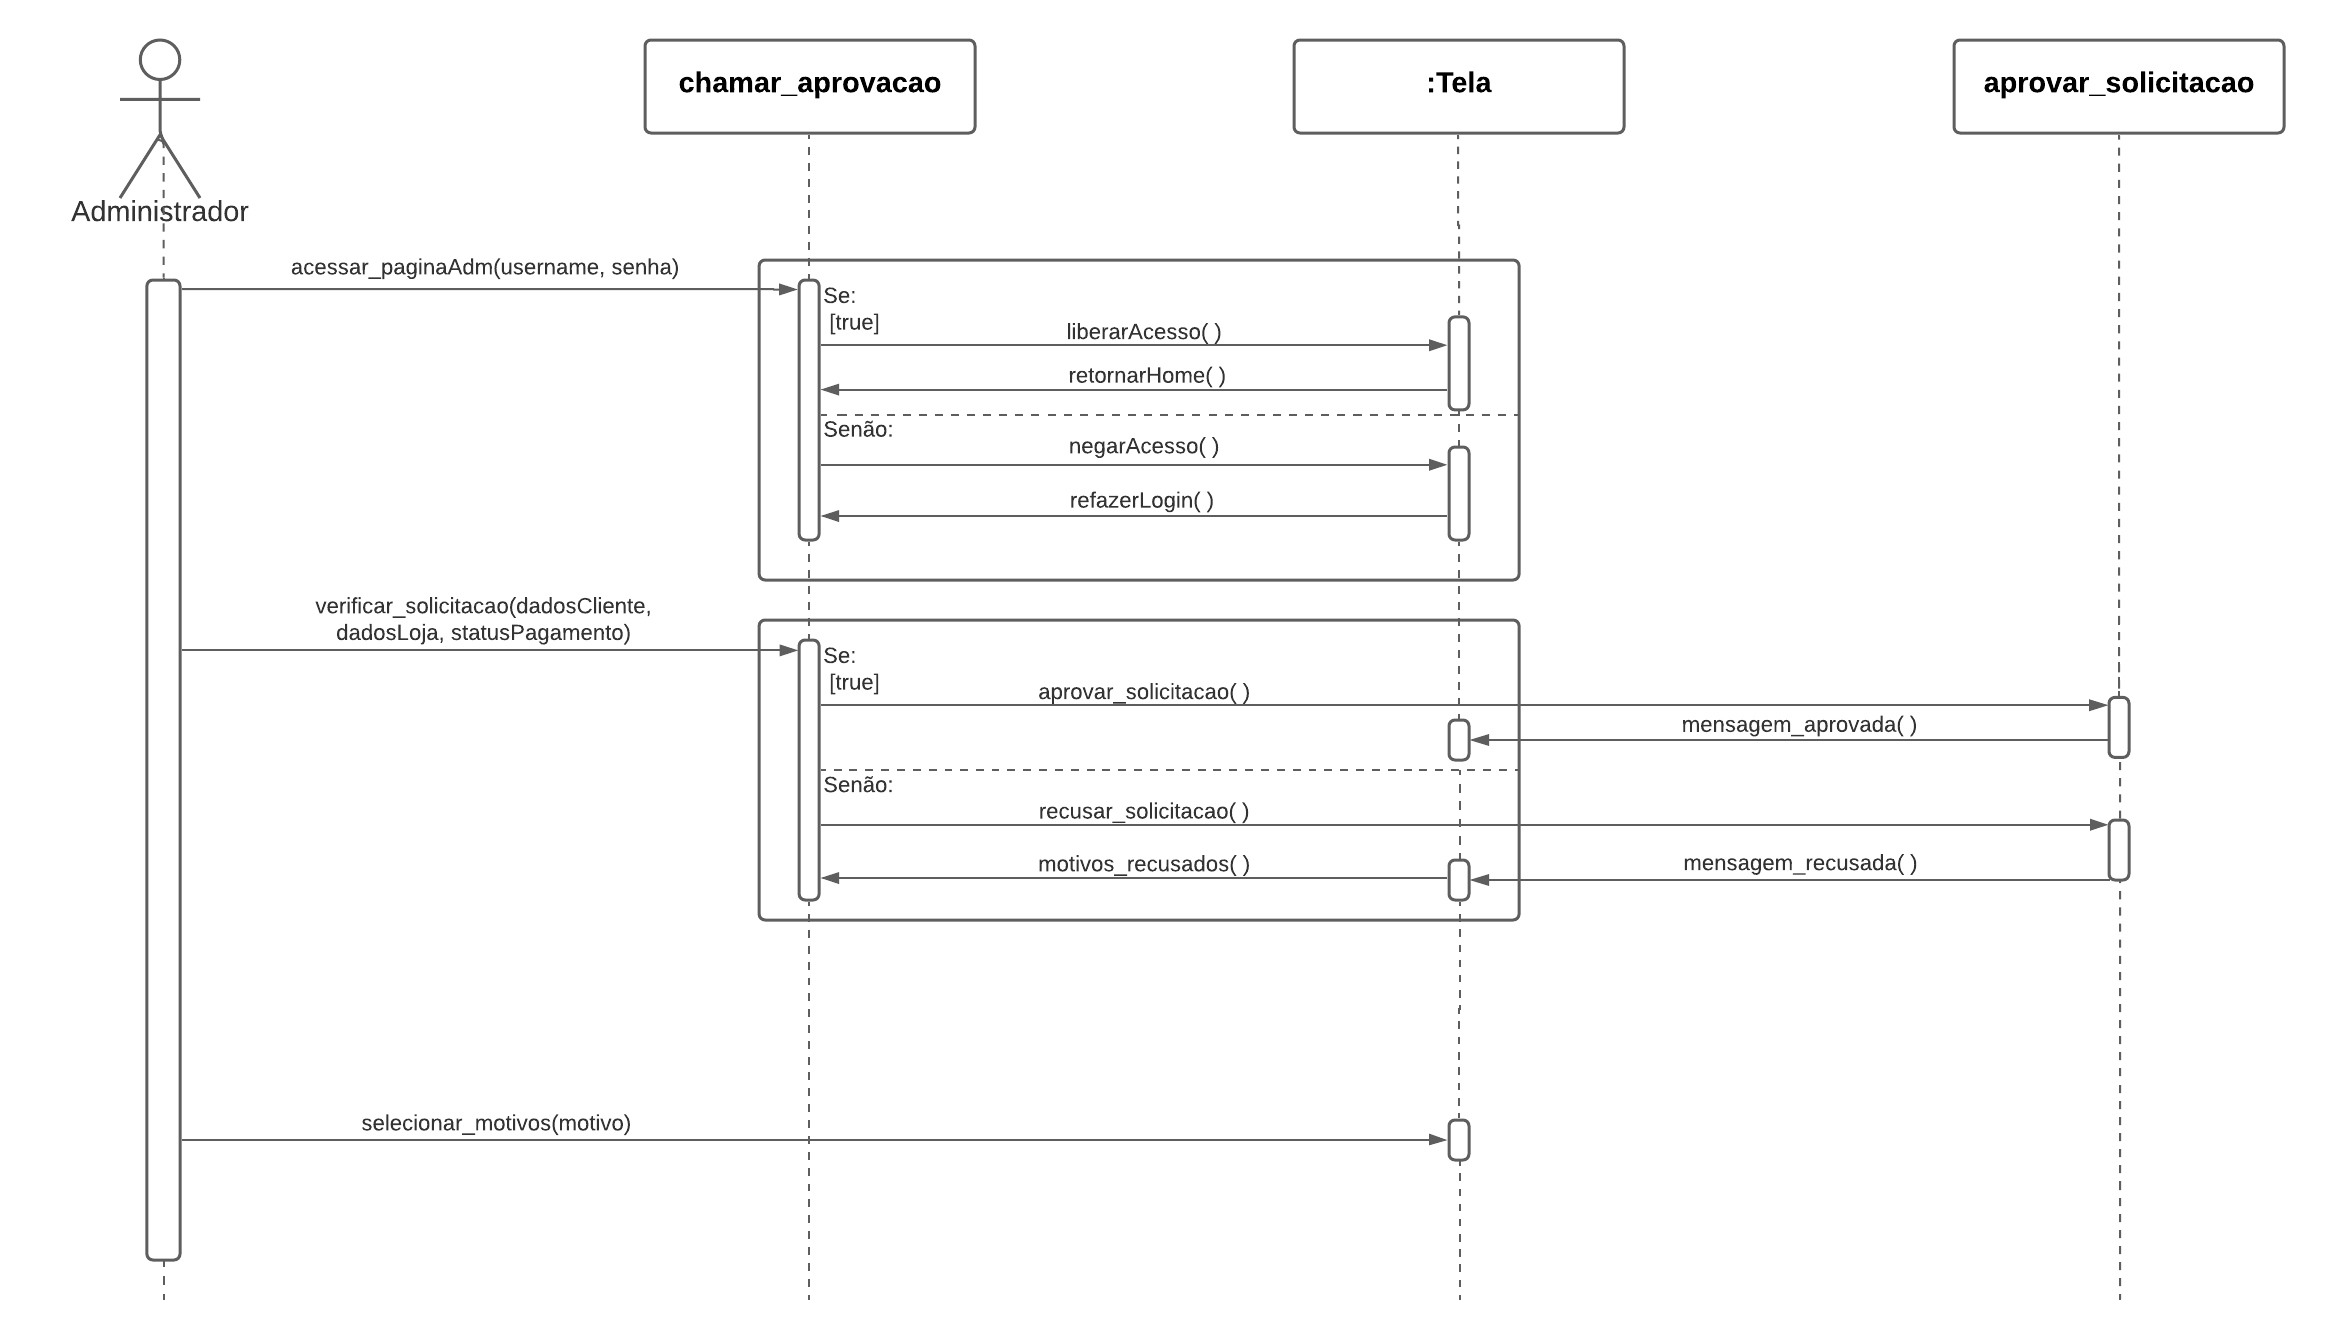 chamar_aprovacao
:Tela
aprovar_solicitacao
Administrador
acessar_paginaAdm(username, senha)
Se:
[true]
liberarAcesso( )
retornarHome( )
Senão:
negarAcesso( )
refazerLogin( )
verificar_solicitacao(dadosCliente,
dadosLoja, statusPagamento)
Se:
[true]
aprovar_solicitacao( )
mensagem_aprovada( )
Senão:
recusar_solicitacao( )
motivos_recusados( )
mensagem_recusada( )
selecionar_motivos(motivo)